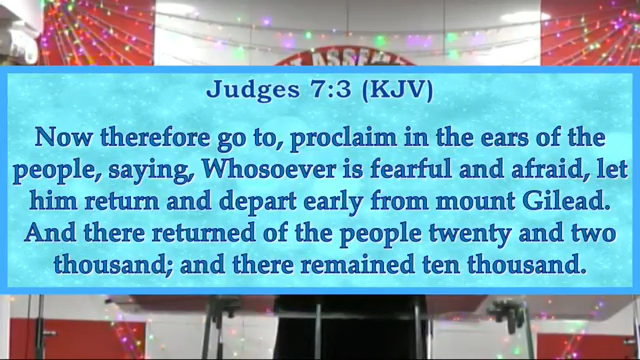 Judges 7:3 (KJV)
Now therefore go to, proclaim in the ears of the
people, saying, Whosoever is fearful and afraid, let
him return and depart early from mount Gilead.
And there returned of the people twenty and two
thousand; and there remained ten thousand.